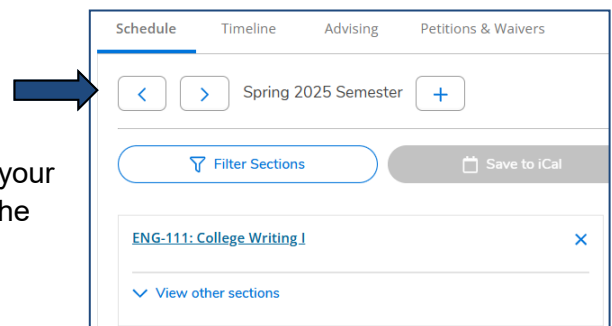 Schedule Timeline Advising Petitions & Waivers
Spring 2025 Semester
Filter Sections Save to iCal
your
ENG-111: College Writing I
View other sections